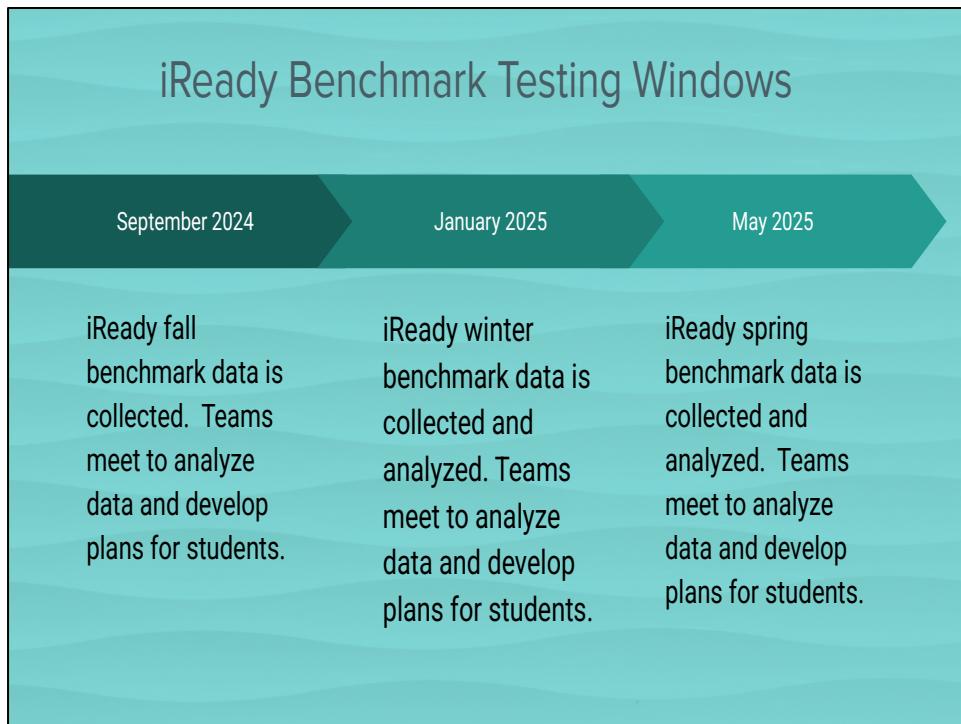 iReady Benchmark Testing Windows
September 2024
January 2025
May 2025
iReady fall
benchmark data is
collected.  Teams
meet to analyze
data and develop
plans for students.
iReady winter
benchmark data is
collected and
analyzed. Teams
meet to analyze
data and develop
plans for students.
iReady spring
benchmark data is
collected and
analyzed.  Teams
meet to analyze
data and develop
plans for students.